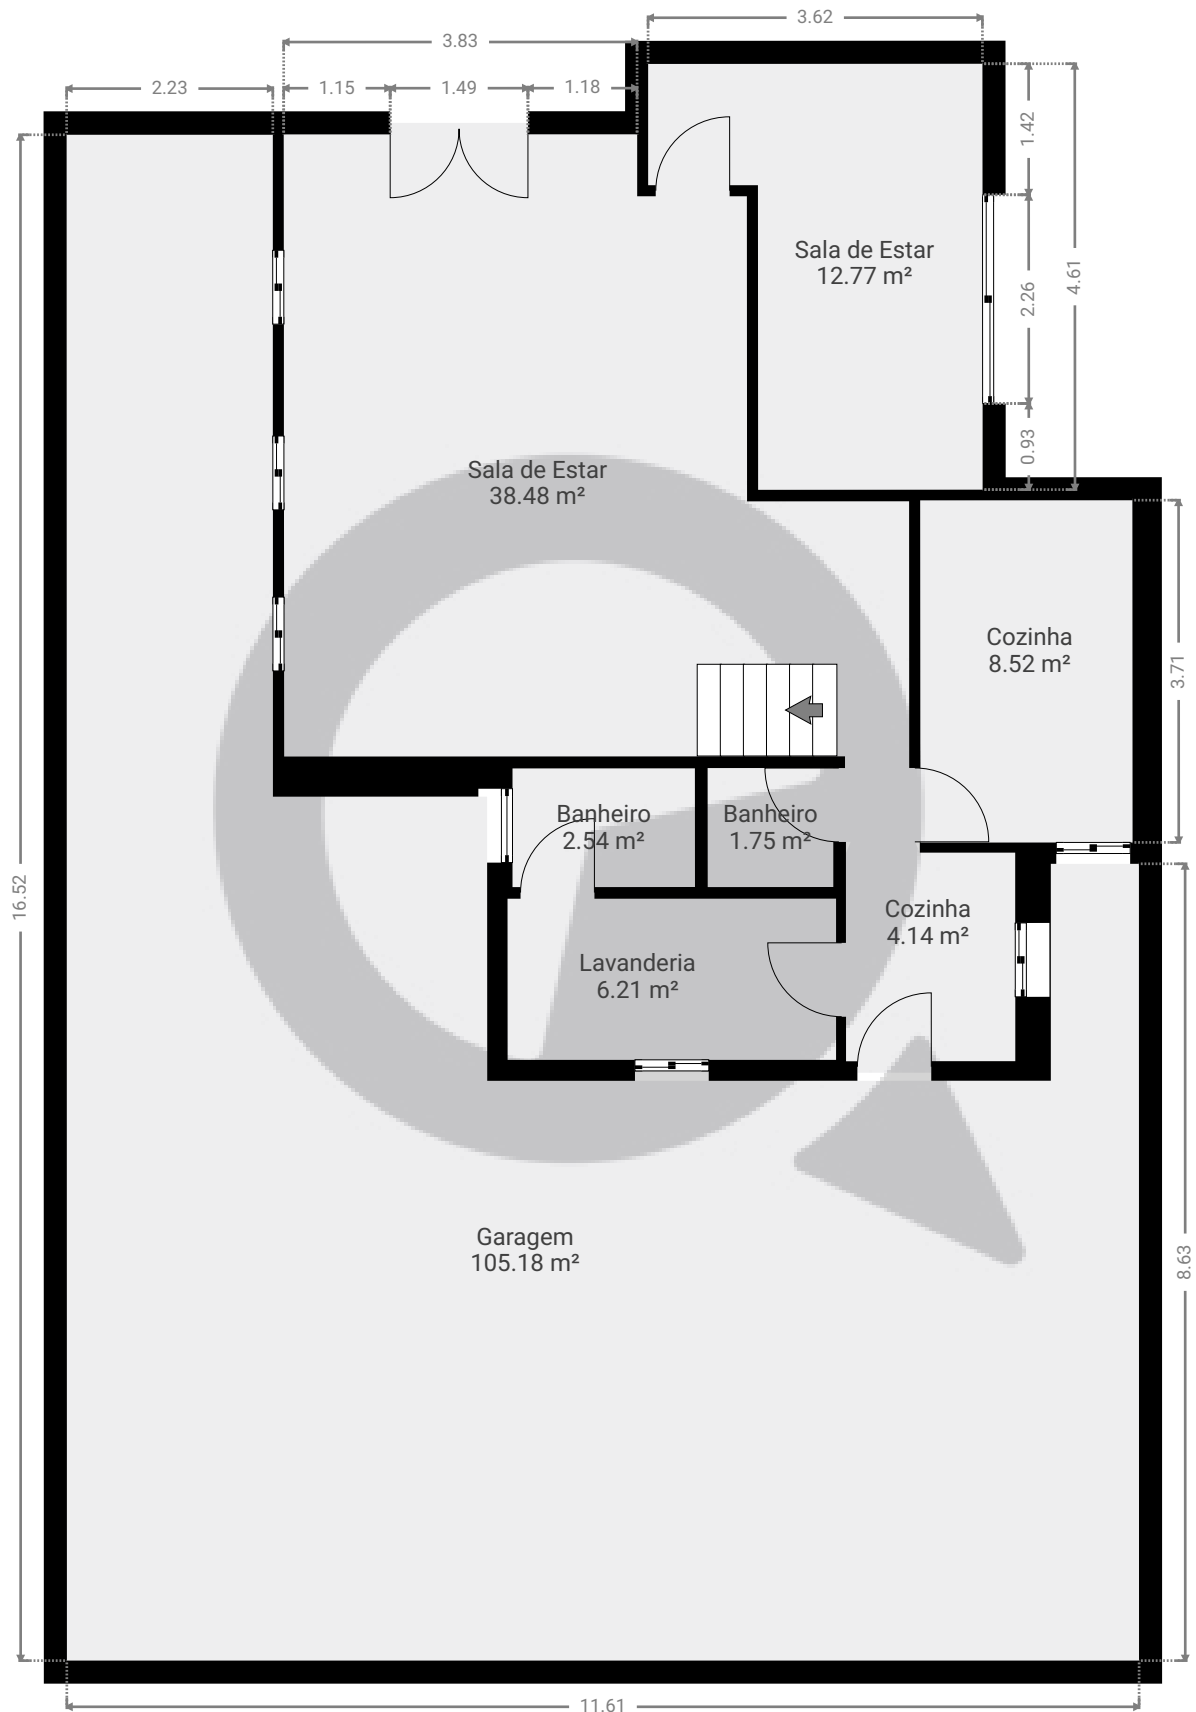 3.62
3.83
2.23
1.15
1.49
1.18
1.42
Sala de Estar
12.77 m²
4.61
2.26
0.93
Sala de Estar
38.48 m²
Cozinha
8.52 m²
3.71
Banheiro
2.54 m²
Banheiro
1.75 m²
16.52
Cozinha
4.14 m²
Lavanderia
6.21 m²
Garagem
105.18 m²
8.63
11.61